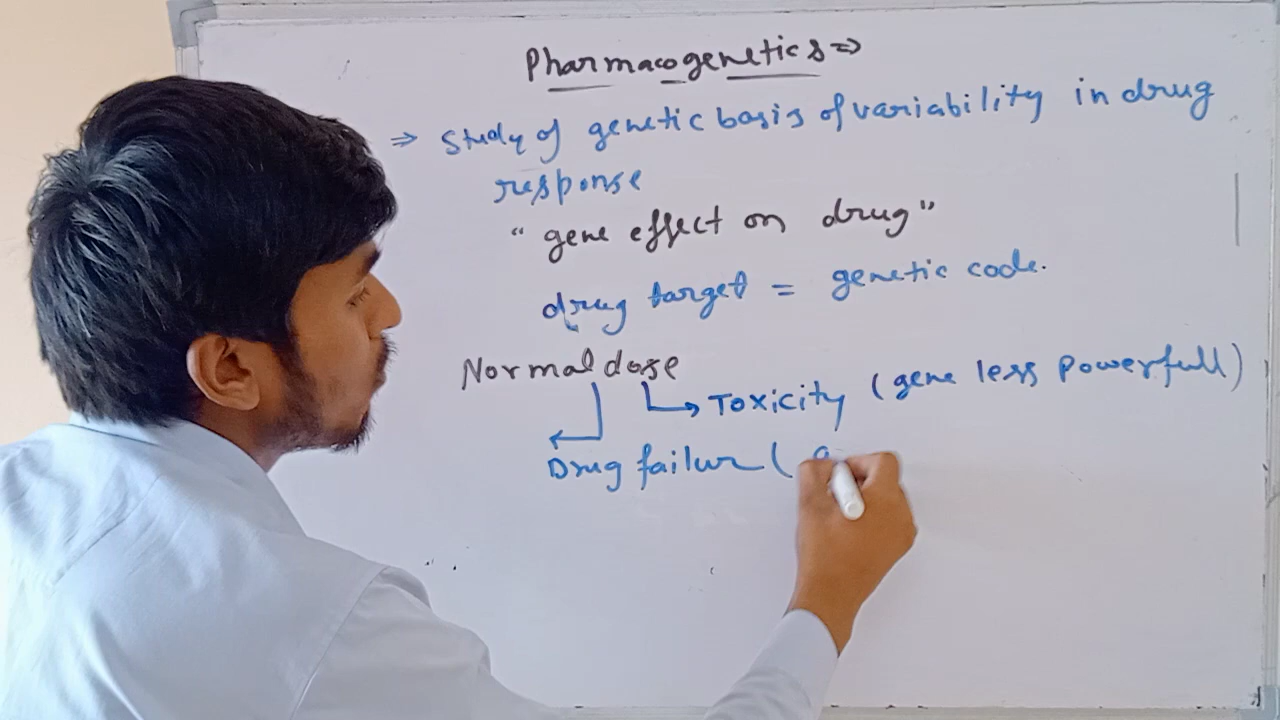 Pharmacogenetics ⇒
⇒ Study of genetic basis of variability in drug
response
"gene effect on drug"
drug target = genetic code.
Normal dose
Toxicity (gene less powerfull)
Drug failur (